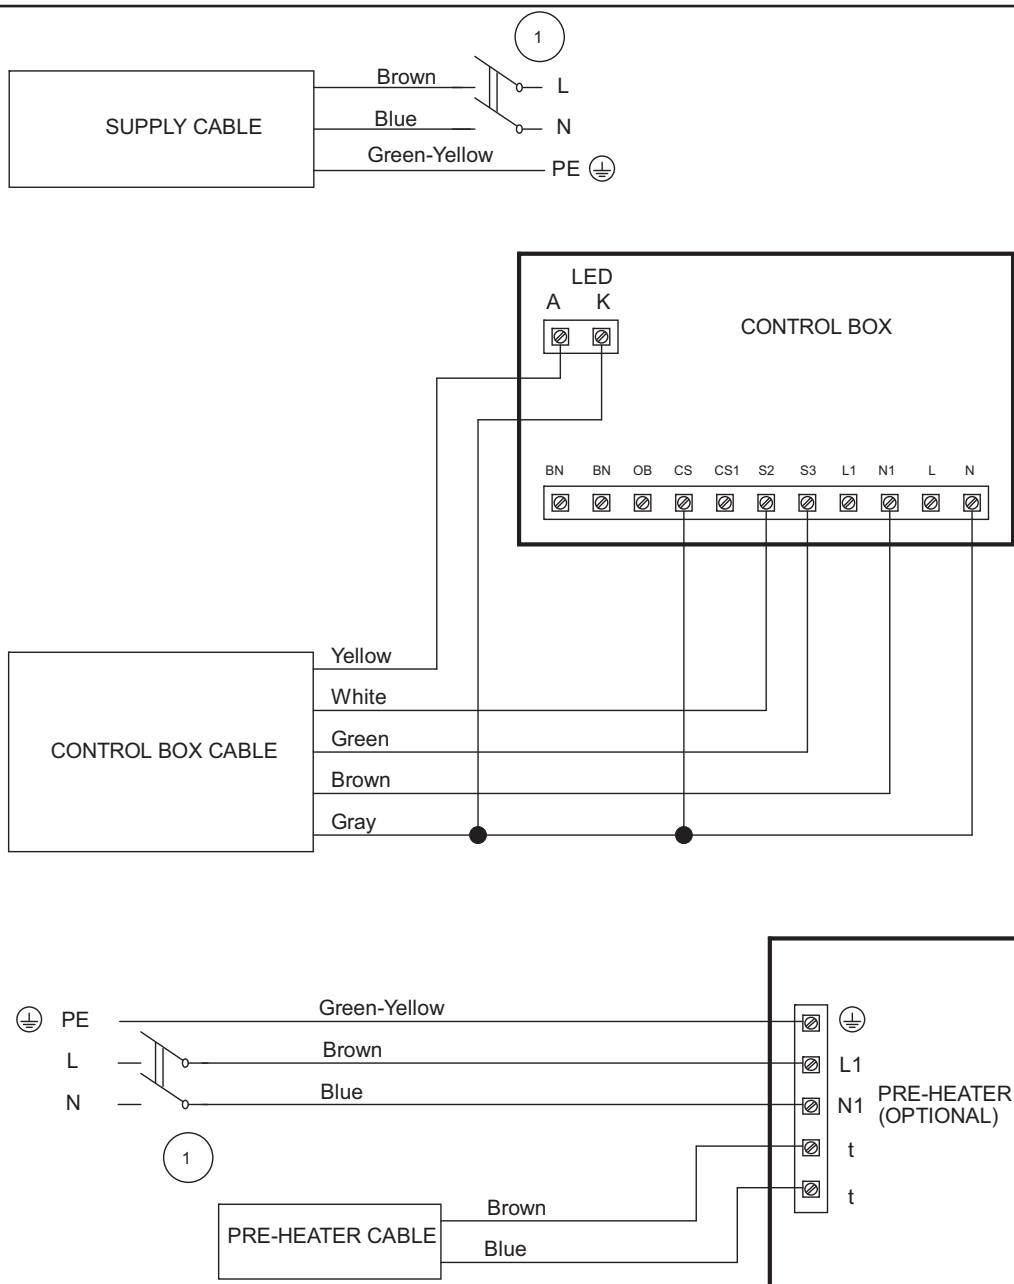 1
Brown
L
SUPPLY CABLE
Blue
N
Green-Yellow
PE
LED
A K
CONTROL BOX
BN BN OB CS CS1 S2 S3 L1 N1 L N
Yellow
White
CONTROL BOX CABLE
Green
Brown
Gray
PE
Green-Yellow
L
Brown
L1
N
Blue
N1
PRE-HEATER
(OPTIONAL)
1
t
t
PRE-HEATER CABLE
Brown
Blue